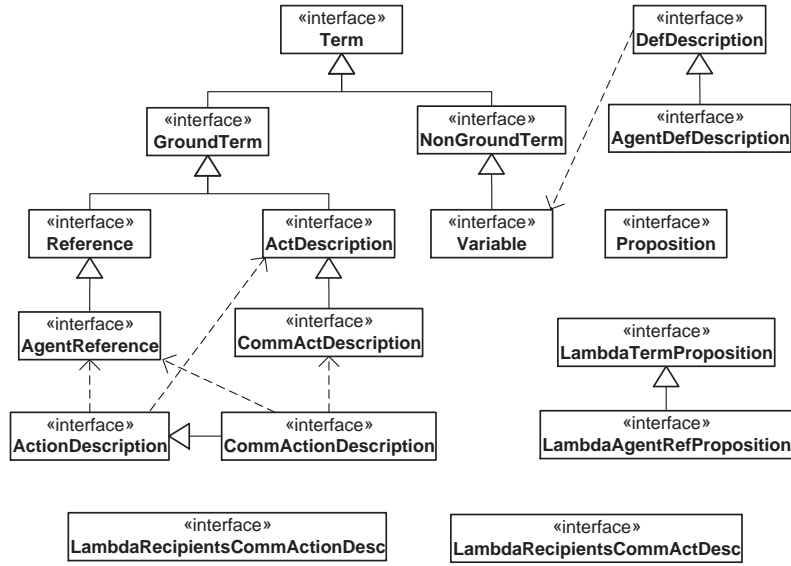 «interface»
Term
«interface»
DefDescription
«interface»
GroundTerm
«interface»
NonGroundTerm
«interface»
AgentDefDescription
«interface»
Reference
«interface»
ActDescription
«interface»
Variable
«interface»
Proposition
«interface»
AgentReference
«interface»
CommActDescription
«interface»
LambdaTermProposition
«interface»
ActionDescription
«interface»
CommActionDescription
«interface»
LambdaAgentRefProposition
«interface»
LambdaRecipientsCommActionDesc
«interface»
LambdaRecipientsCommActDesc